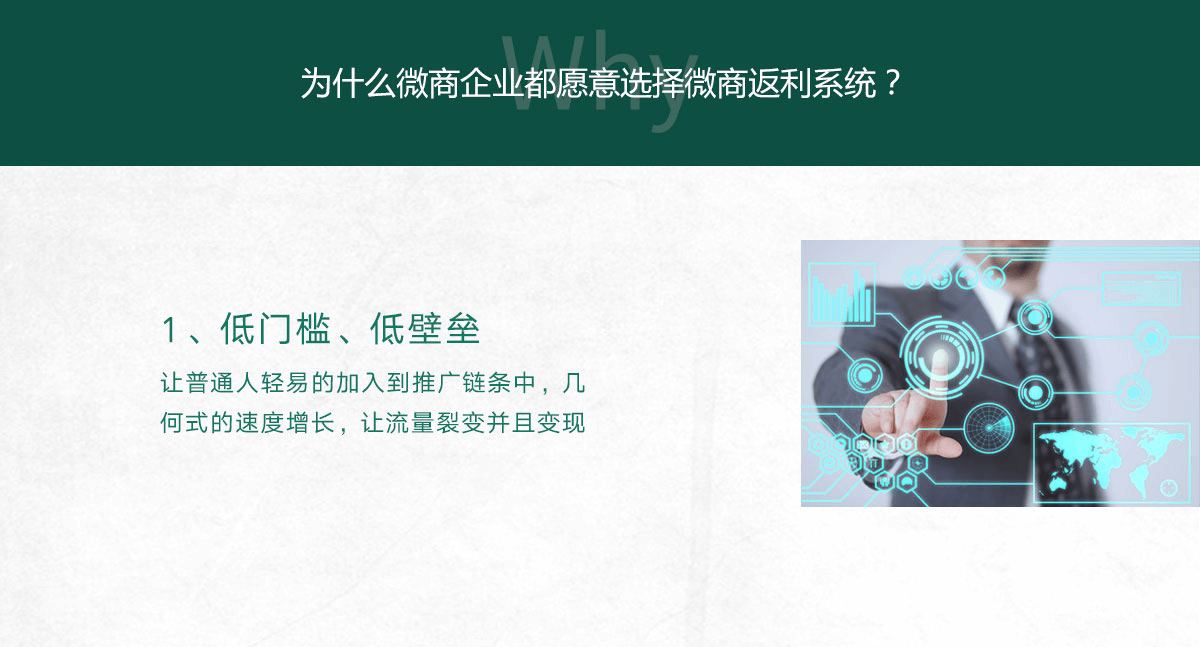 Why
为什么微商企业都愿意选择微商返利系统？
1、低门槛、低壁垒
让普通人轻易的加入到推广链条中，几
何式的速度增长，让流量裂变并且变现